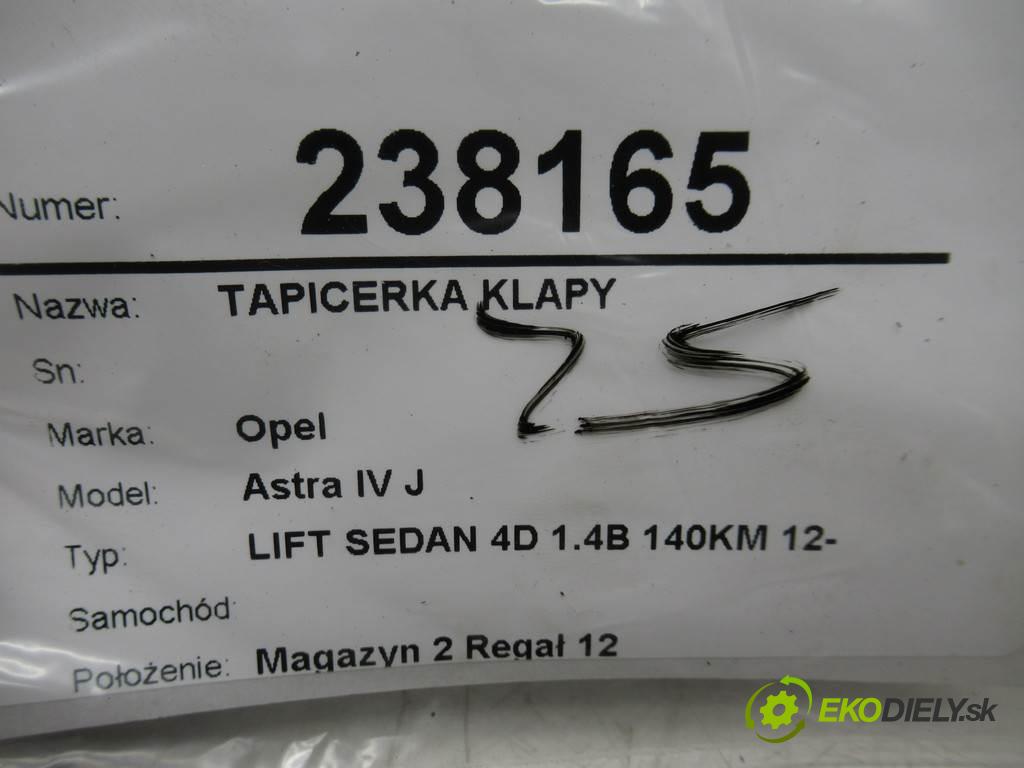 Numer: 238165
Nazwa: TAPICERKA KLAPY
25
Sn:
Marka: Opel
Model: Astra IV J
Typ: LIFT SEDAN 4D 1.4B 140KM 12-
Samochód:
Położenie: Magazyn 2 Regał 12
EKODIELY.sk